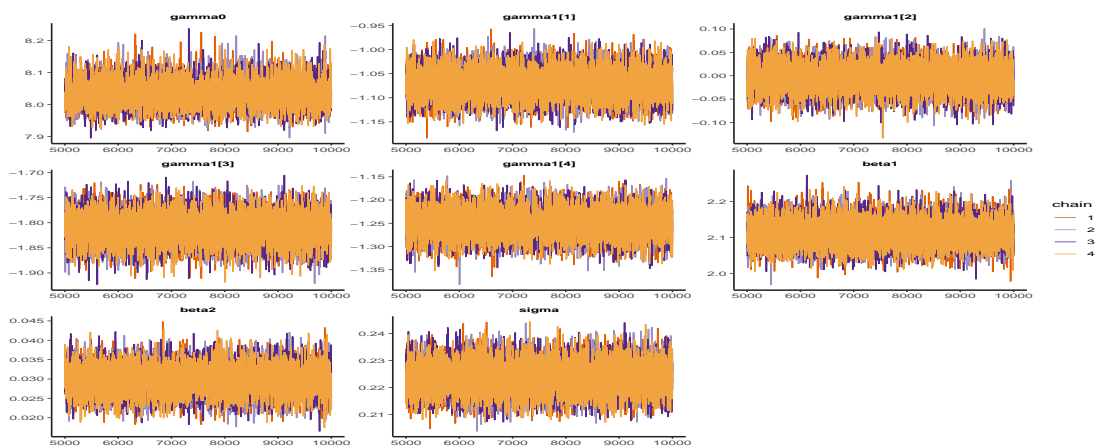 gamma0 gamma1[1] gamma1[2]
8.2 8.1 8.0 7.9
−0.95 −1.00 −1.05 −1.10 −1.15
0.10 0.05 0.00 −0.05 −0.10
5000 6000 7000 8000 9000 10000 5000 6000 7000 8000 9000 10000 5000 6000 7000 8000 9000 10000
gamma1[3] gamma1[4] beta1
−1.70 −1.75 −1.80 −1.85 −1.90
−1.15 −1.20 −1.25 −1.30 −1.35
2.2 2.1 2.0
5000 6000 7000 8000 9000 10000 5000 6000 7000 8000 9000 10000 5000 6000 7000 8000 9000 10000
chain
1
2
3
4
beta2 sigma
0.045 0.040 0.035 0.030 0.025 0.020
0.24 0.23 0.22 0.21
5000 6000 7000 8000 9000 10000 5000 6000 7000 8000 9000 10000